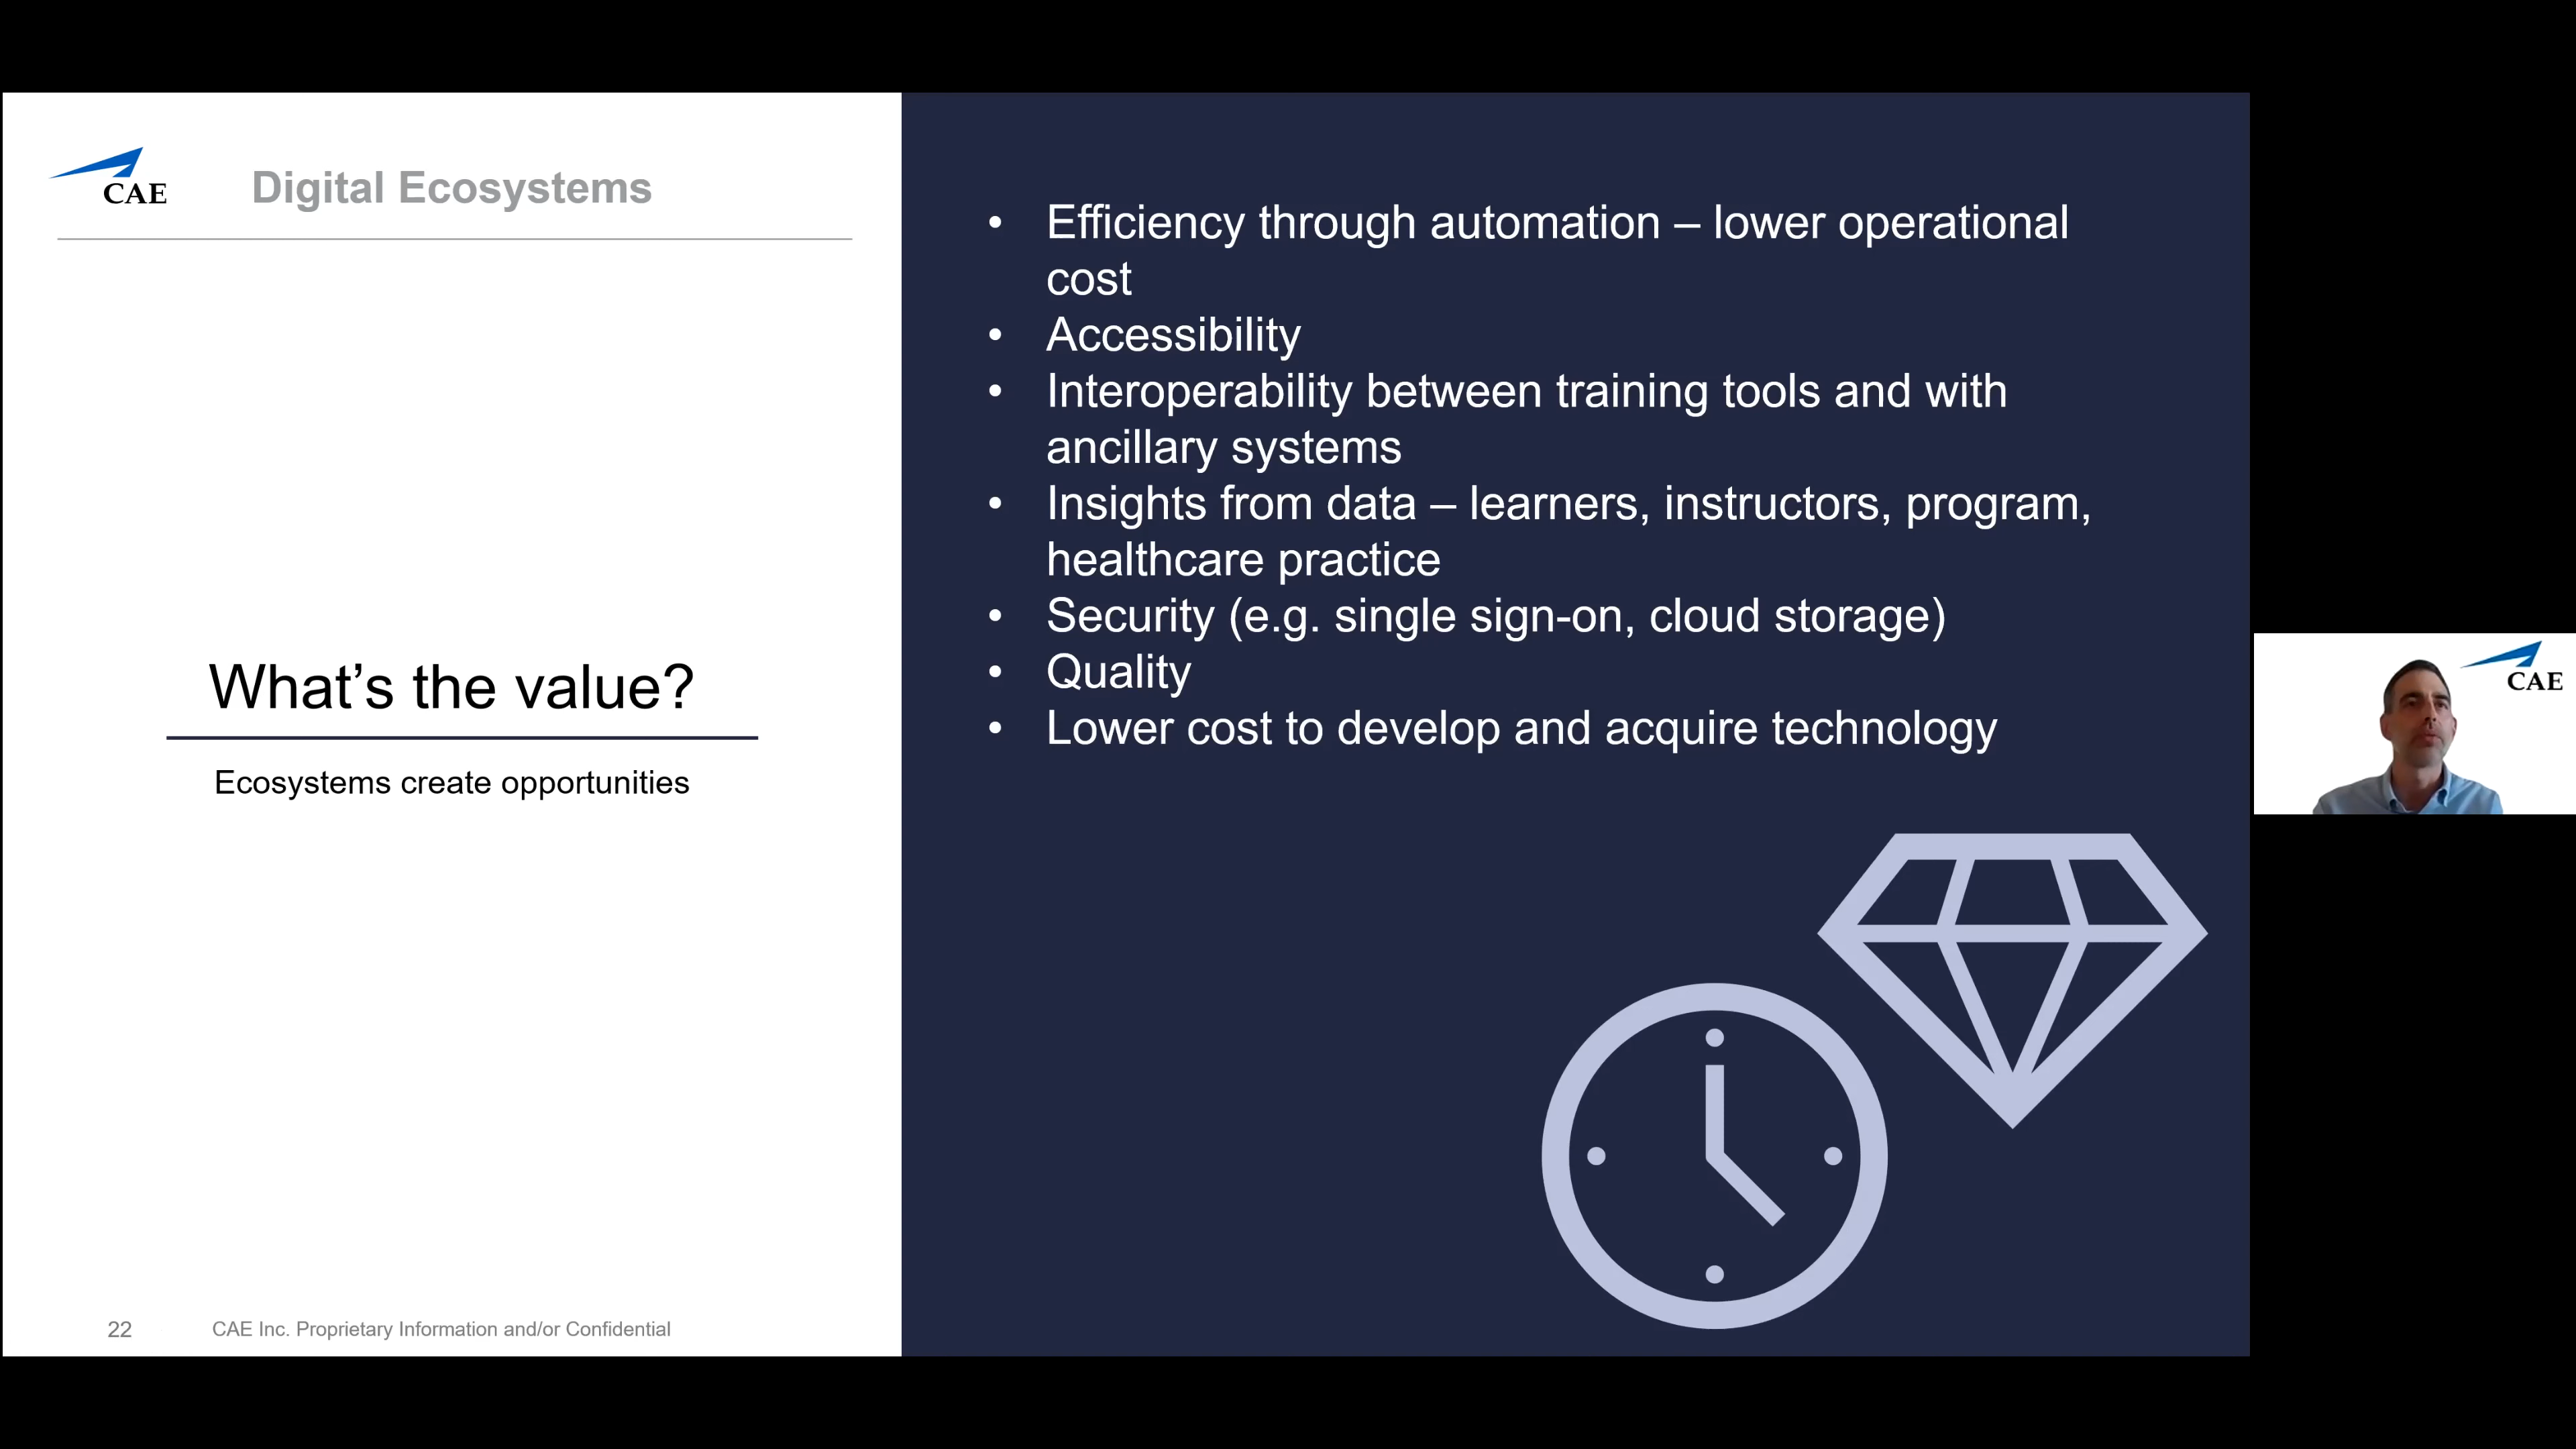 CAE
Digital Ecosystems
What’s the value?
Ecosystems create opportunities
22
CAE Inc. Proprietary Information and/or Confidential
• Efficiency through automation – lower operational
cost
• Accessibility
• Interoperability between training tools and with
ancillary systems
• Insights from data – learners, instructors, program,
healthcare practice
• Security (e.g. single sign-on, cloud storage)
• Quality
• Lower cost to develop and acquire technology
CAE